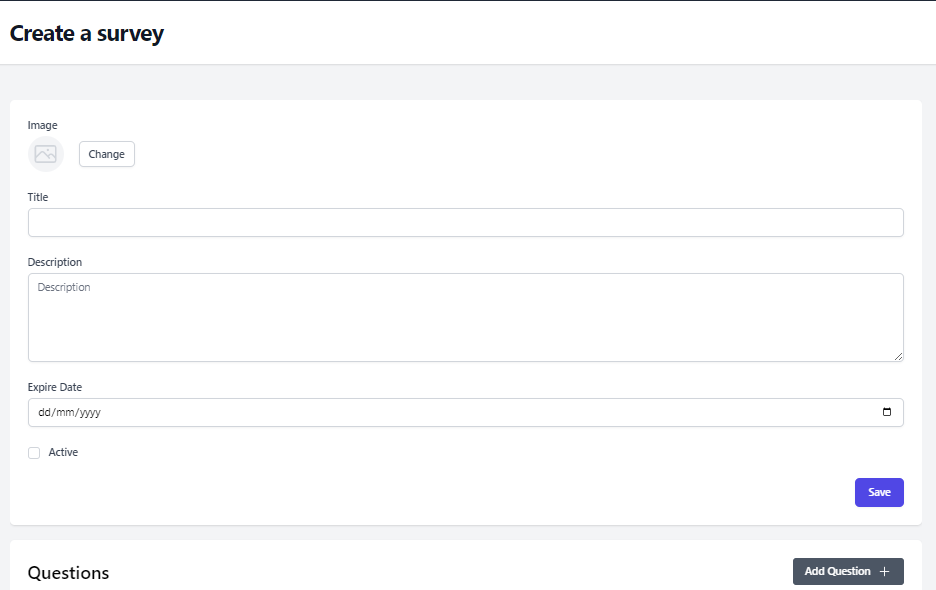 Create a survey
Image
Change
Title
Description
Description
Expire Date
dd/mm/yyyy
Active
Save
Questions
Add Question +